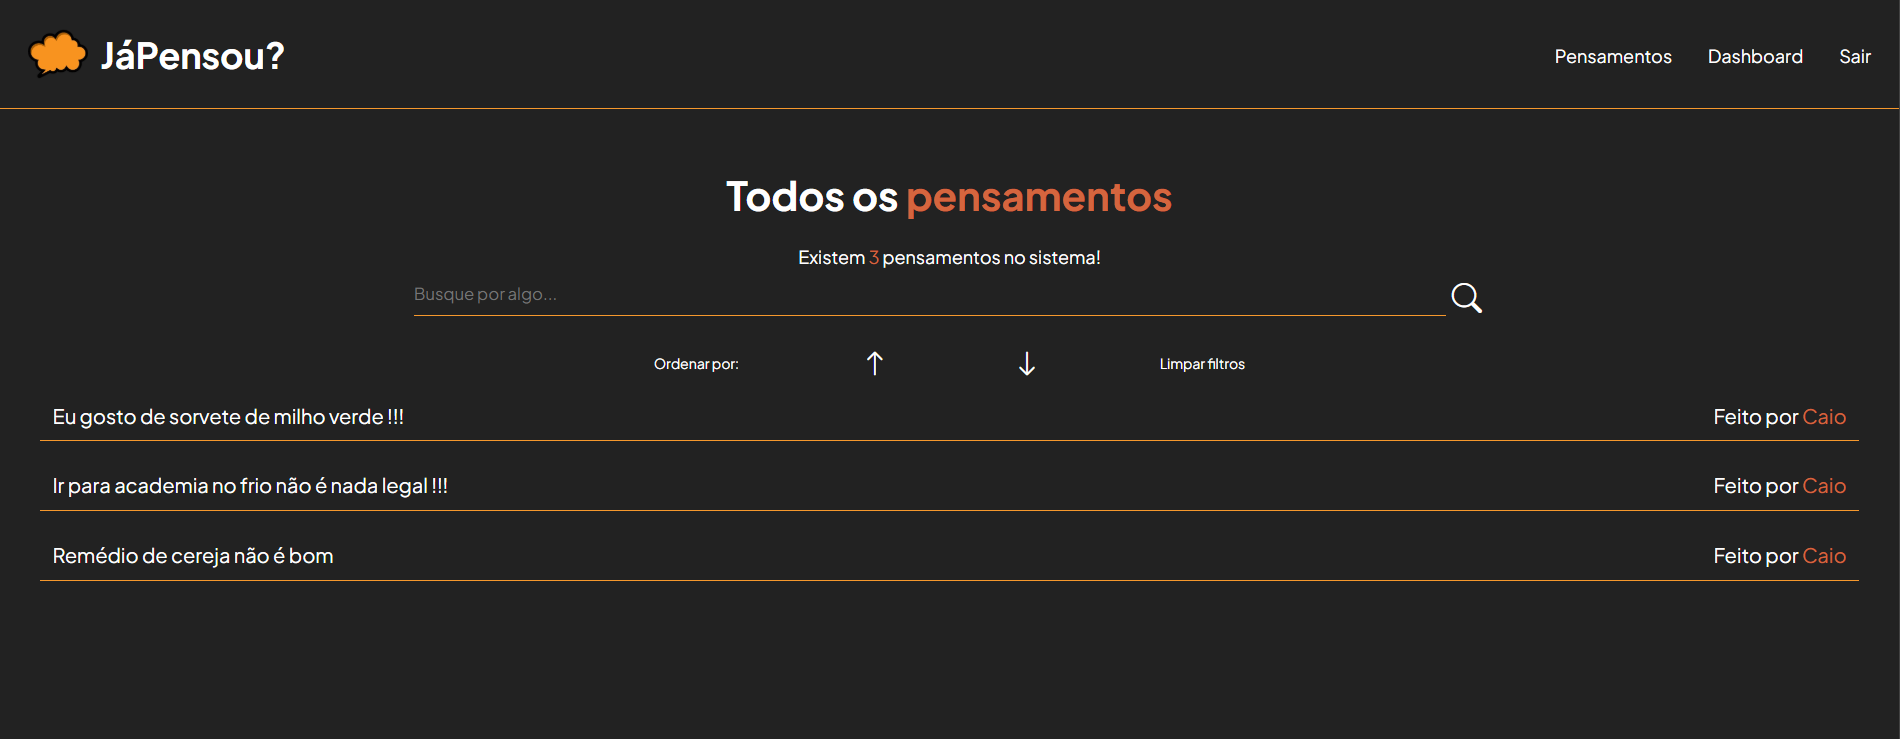 JáPensou?
Pensamentos Dashboard Sair
Todos os pensamentos
Existem 3 pensamentos no sistema!
Busque por algo...
Ordenar por: ↑ ↓ Limpar filtros
Eu gosto de sorvete de milho verde !!! Feito por Caio
Ir para academia no frio não é nada legal !!! Feito por Caio
Remédio de cereja não é bom Feito por Caio